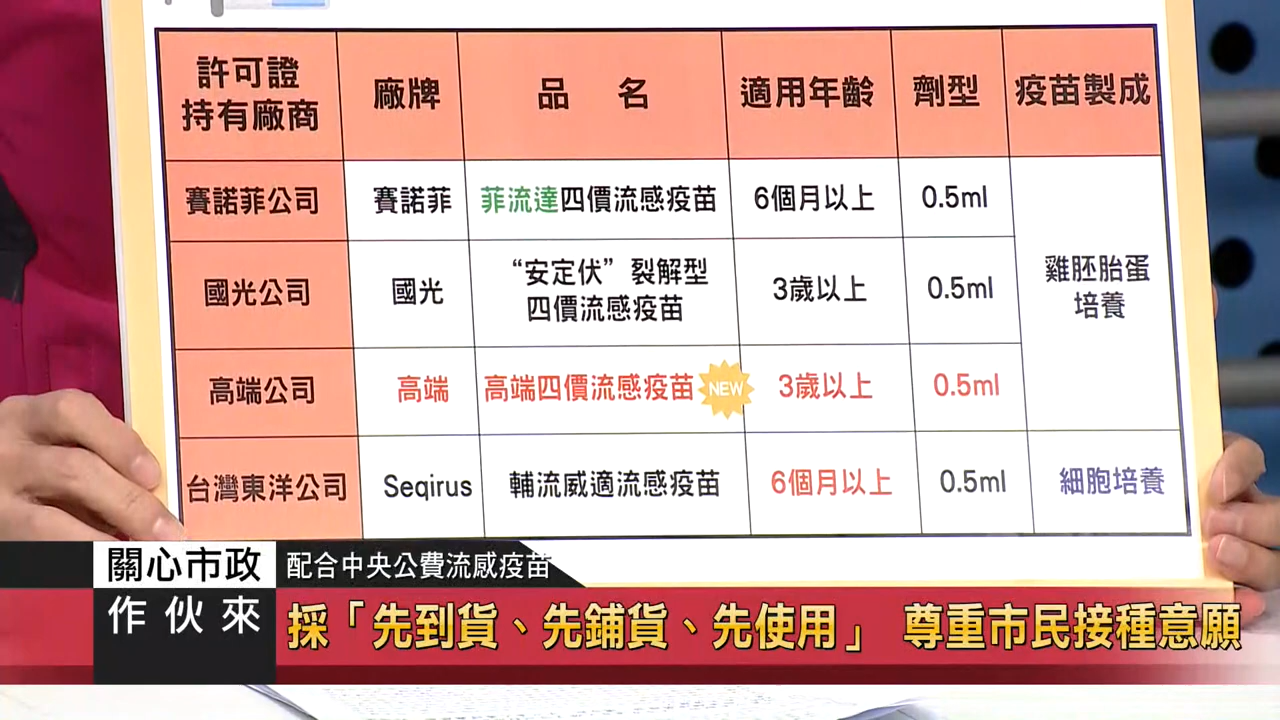 許可證
持有廠商
廠牌
品 名
適用年齡
劑型
疫苗製成
賽諾菲公司
賽諾菲
菲流達四價流感疫苗
6個月以上
0.5ml
雞胚胎蛋
培養
國光公司
國光
“安定伏”裂解型
四價流感疫苗
3歲以上
0.5ml
高端公司
高端
高端四價流感疫苗
NEW
3歲以上
0.5ml
台灣東洋公司
Seqirus
輔流威適流感疫苗
6個月以上
0.5ml
細胞培養
關心市政
作伙來
配合中央公費流感疫苗
採「先到貨、先鋪貨、先使用」 尊重市民接種意願